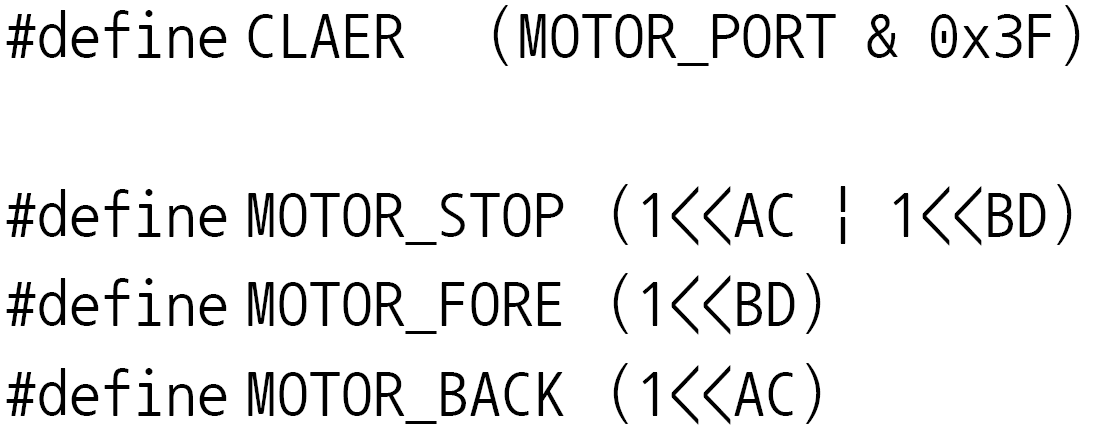 #define CLAER (MOTOR_PORT & 0x3F)
#define MOTOR_STOP (1<<AC | 1<<BD)
#define MOTOR_FORE (1<<BD)
#define MOTOR_BACK (1<<AC)